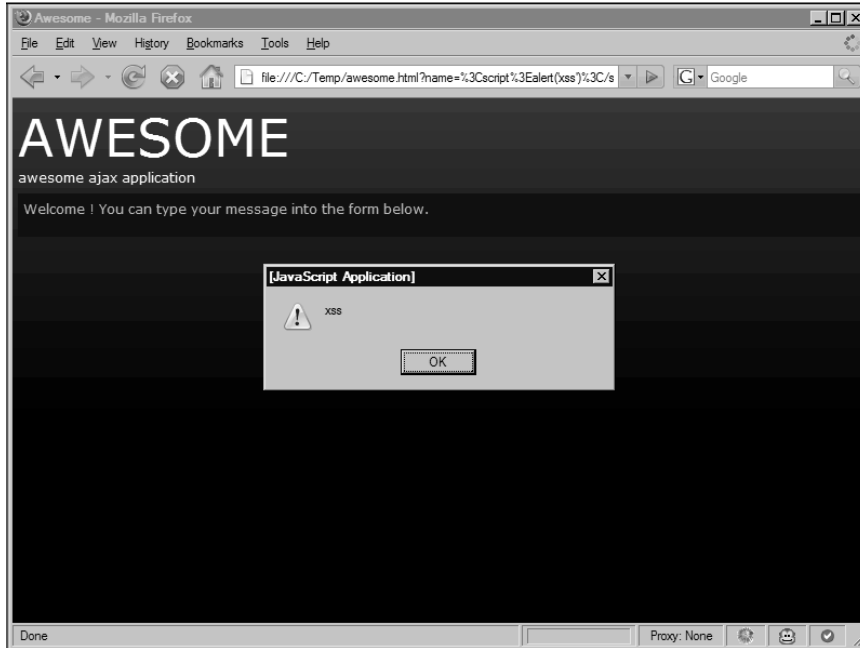 Awesome - Mozilla Firefox
File Edit View History Bookmarks Tools Help
file:///C:/Temp/awesome.html?name=%3Cscript%3Ealert('xss')%3C/s
G Google
AWESOME
awesome ajax application
Welcome ! You can type your message into the form below.
[JavaScript Application]
xss
OK
Done
Proxy: None